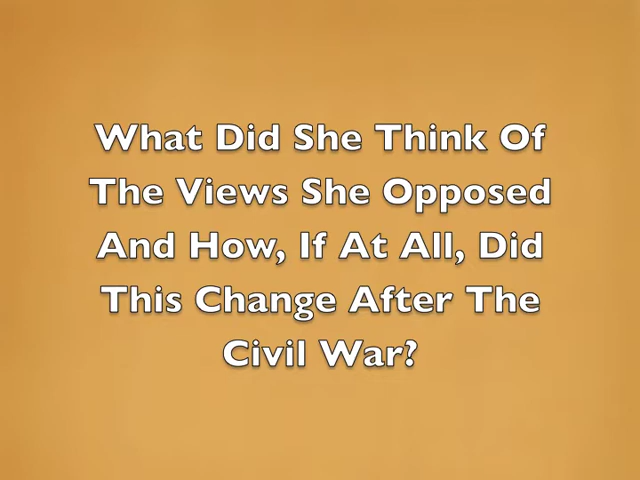 What Did She Think Of
The Views She Opposed
And How, If At All, Did
This Change After The
Civil War?